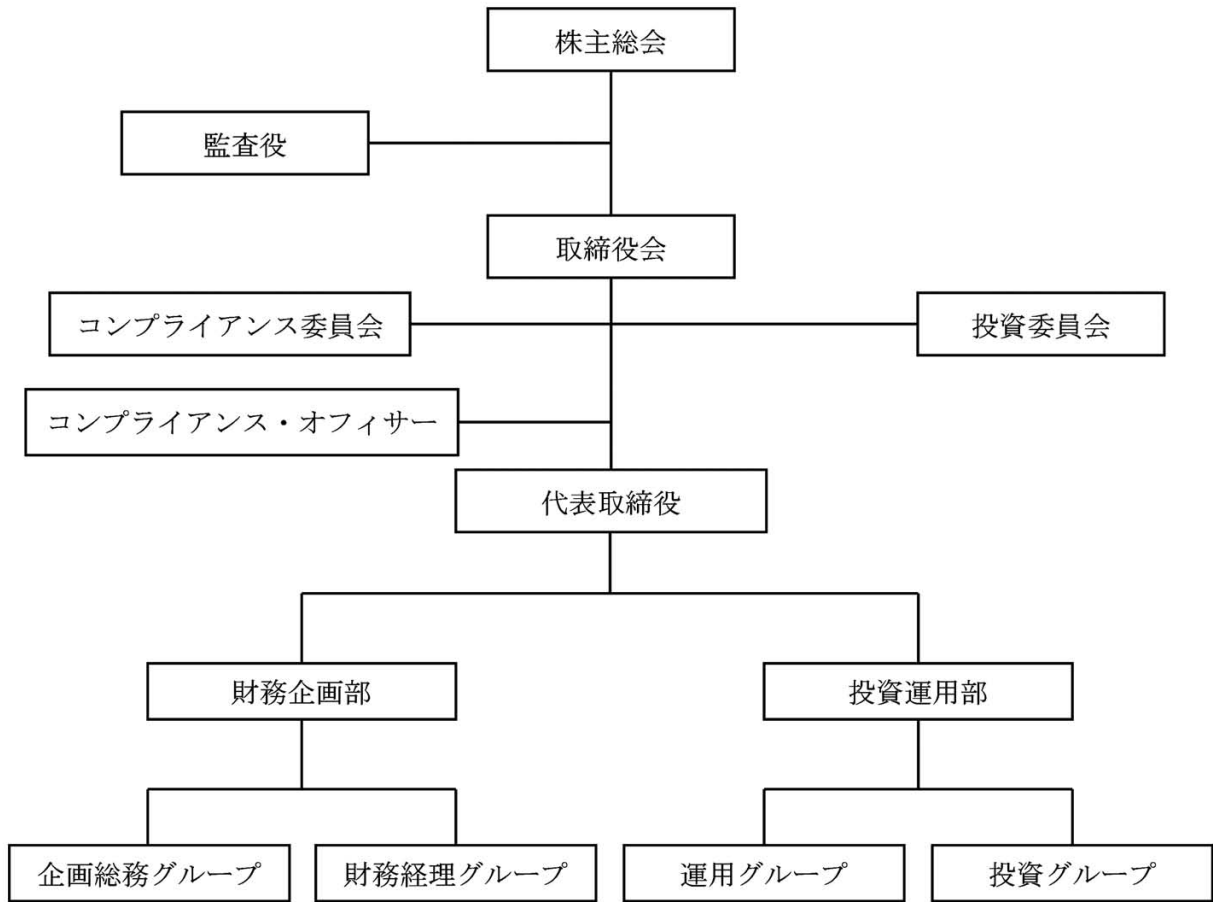 株主総会
監査役
取締役会
コンプライアンス委員会
投資委員会
コンプライアンス・オフィサー
代表取締役
財務企画部
投資運用部
企画総務グループ
財務経理グループ
運用グループ
投資グループ